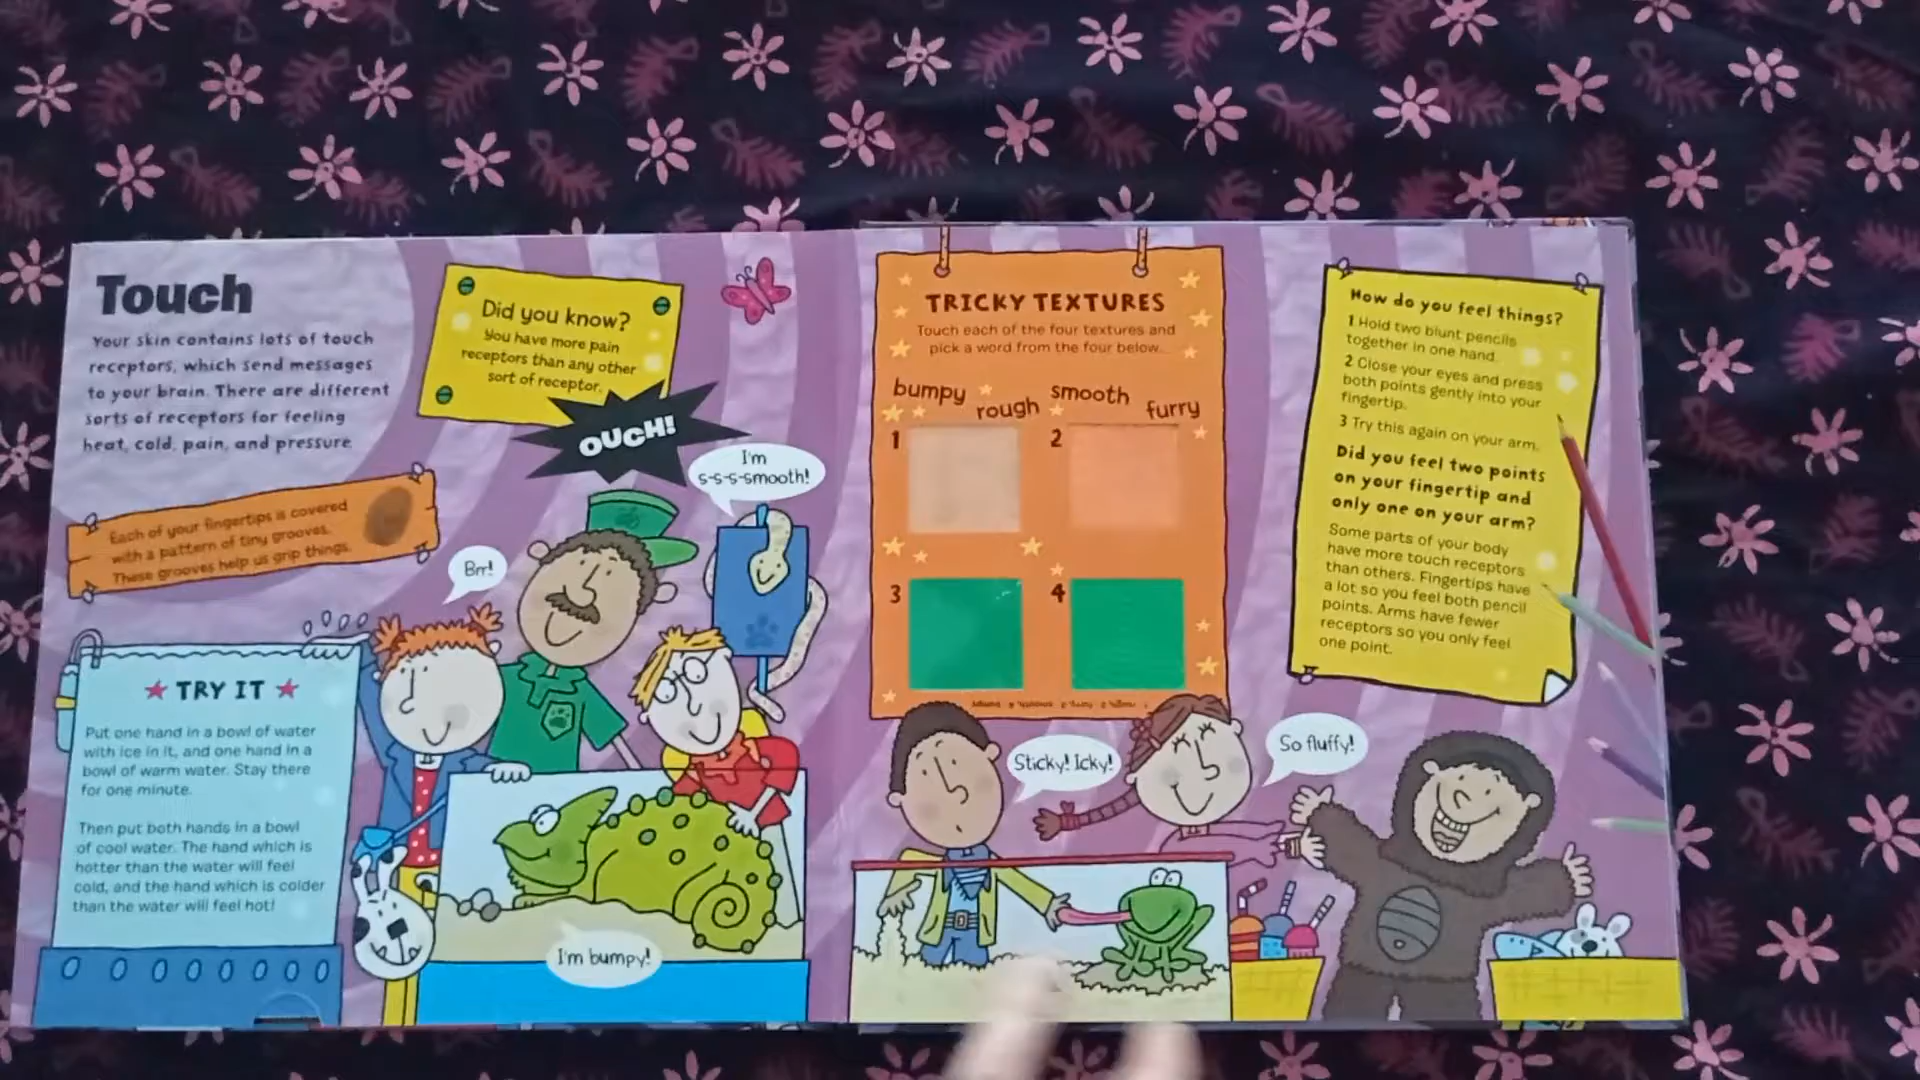 Touch
Your skin contains lots of touch
receptors, which send messages
to your brain. There are different
sorts of receptors for feeling
heat, cold, pain, and pressure
Did you know?
You have more pain
receptors than any other
sort of receptor.
OUCH!
I'm
s-s-s-smooth!
Each of your fingertips is covered
with a pattern of tiny grooves.
These grooves help us grip things.
Brr!
TRY IT
Put one hand in a bowl of water
with ice in it, and one hand in a
bowl of warm water. Stay there
for one minute.
Then put both hands in a bowl
of cool water. The hand which is
hotter than the water will feel
cold, and the hand which is colder
than the water will feel hot!
I'm bumpy!
TRICKY TEXTURES
Touch each of the four textures and
pick a word from the four below.
bumpy rough smooth furry
1 2
3 4
Sticky! Icky!
So fluffy!
How do you feel things?
1 Hold two blunt pencils
together in one hand.
2 Close your eyes and press
both points gently into your
fingertip.
3 Try this again on your arm.
Did you feel two points
on your fingertip and
only one on your arm?
Some parts of your body
have more touch receptors
than others. Fingertips have
a lot so you feel both pencil
points. Arms have fewer
receptors so you only feel
one point.